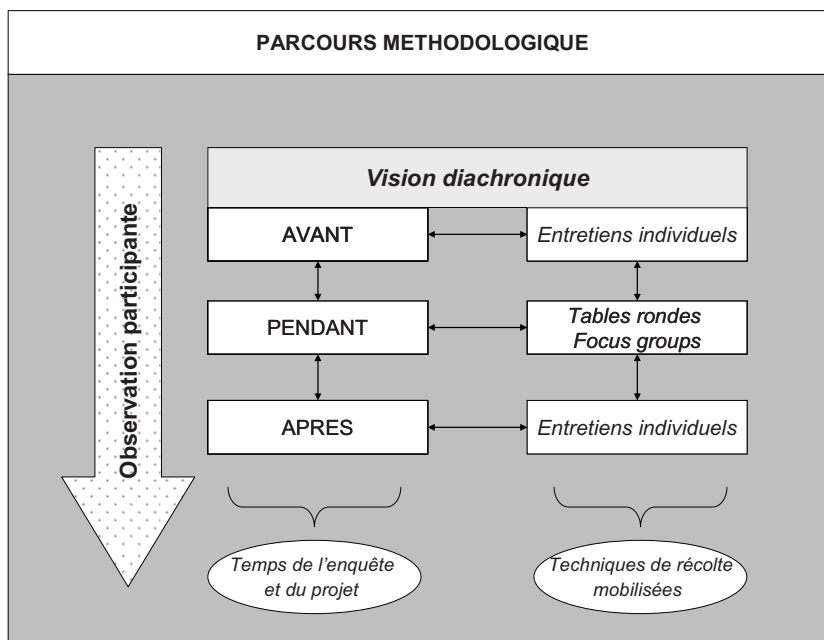 PARCOURS METHODOLOGIQUE
Observation participante
Vision diachronique
AVANT
Entretiens individuels
PENDANT
Tables rondes
Focus groups
APRES
Entretiens individuels
Temps de l’enquête
et du projet
Techniques de récolte
mobilisées